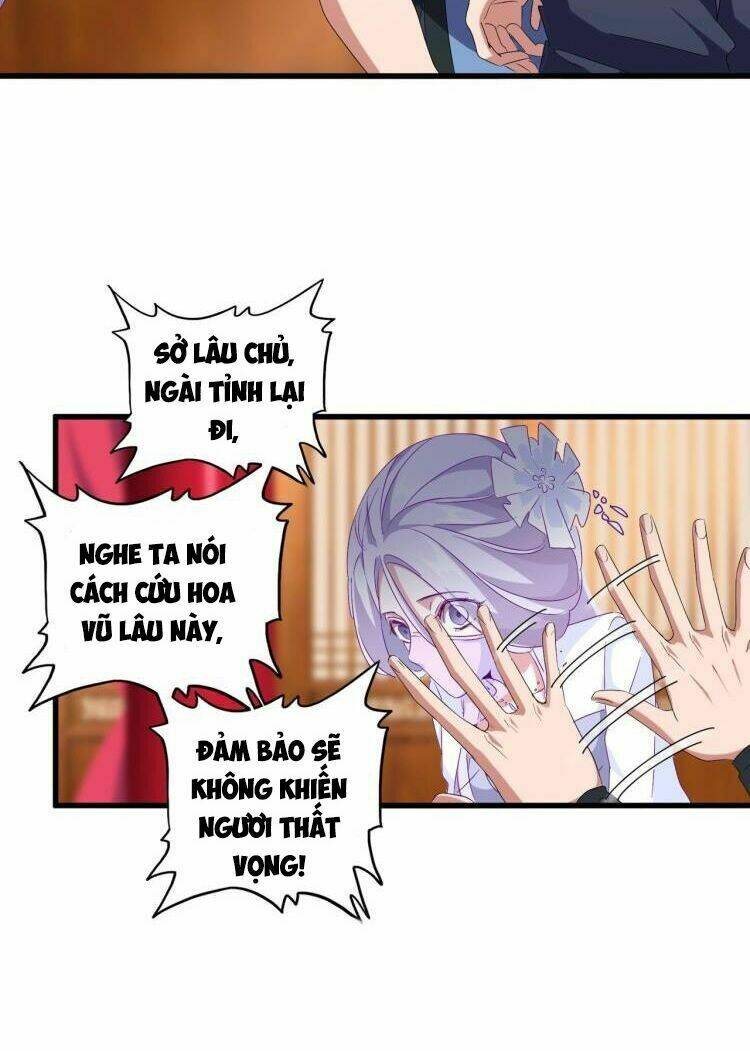 SỞ LÂU CHỦ,
NGÀI TỈNH LẠI
ĐI,
NGHE TA NÓI
CÁCH CỨU HOA
VŨ LÂU NÀY,
ĐẢM BẢO SẼ
KHÔNG KHIẾN
NGƯƠI THẤT
VỌNG!